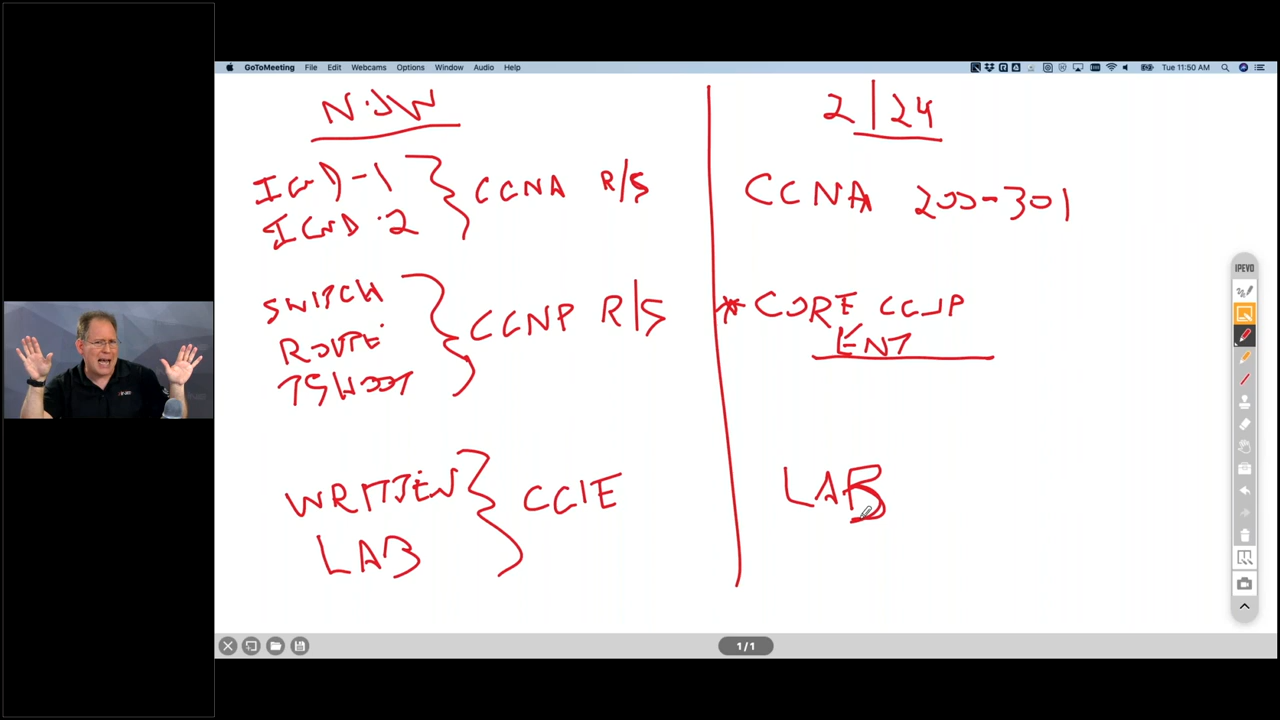 GoToMeeting File Edit Webcams Options Window Audio Help Tue 11:50 AM
NOW
ICND-1
ICND-2
CCNA R/S
SWITCH
ROUTE
TSHOOT
CCNP R/S
WRITTEN
LAB
CCIE
2/24
CCNA 200-301
* CORE CCNP
ENT
LAB
IPEVO
1/1